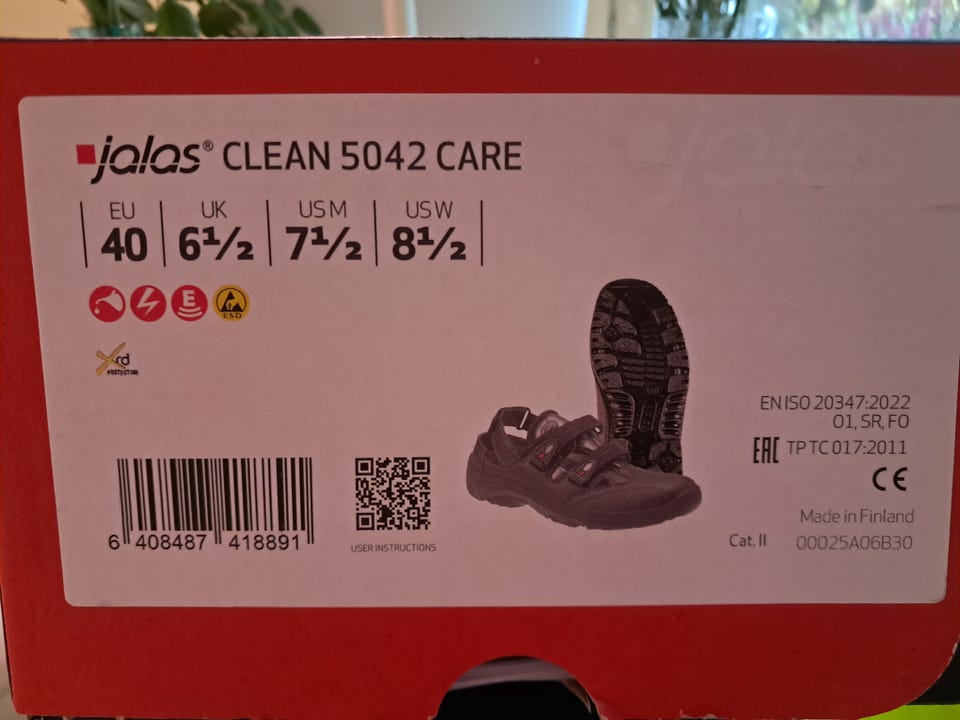 jalas® CLEAN 5042 CARE
EU UK US M US W
40 6½ 7½ 8½
E ESD
xrd
PROTECTION
EN ISO 20347:2022
O1, SR, FO
EAC TP TC 017:2011
CE
Made in Finland
Cat. II 00025A06B30
6 408487 418891
USER INSTRUCTIONS